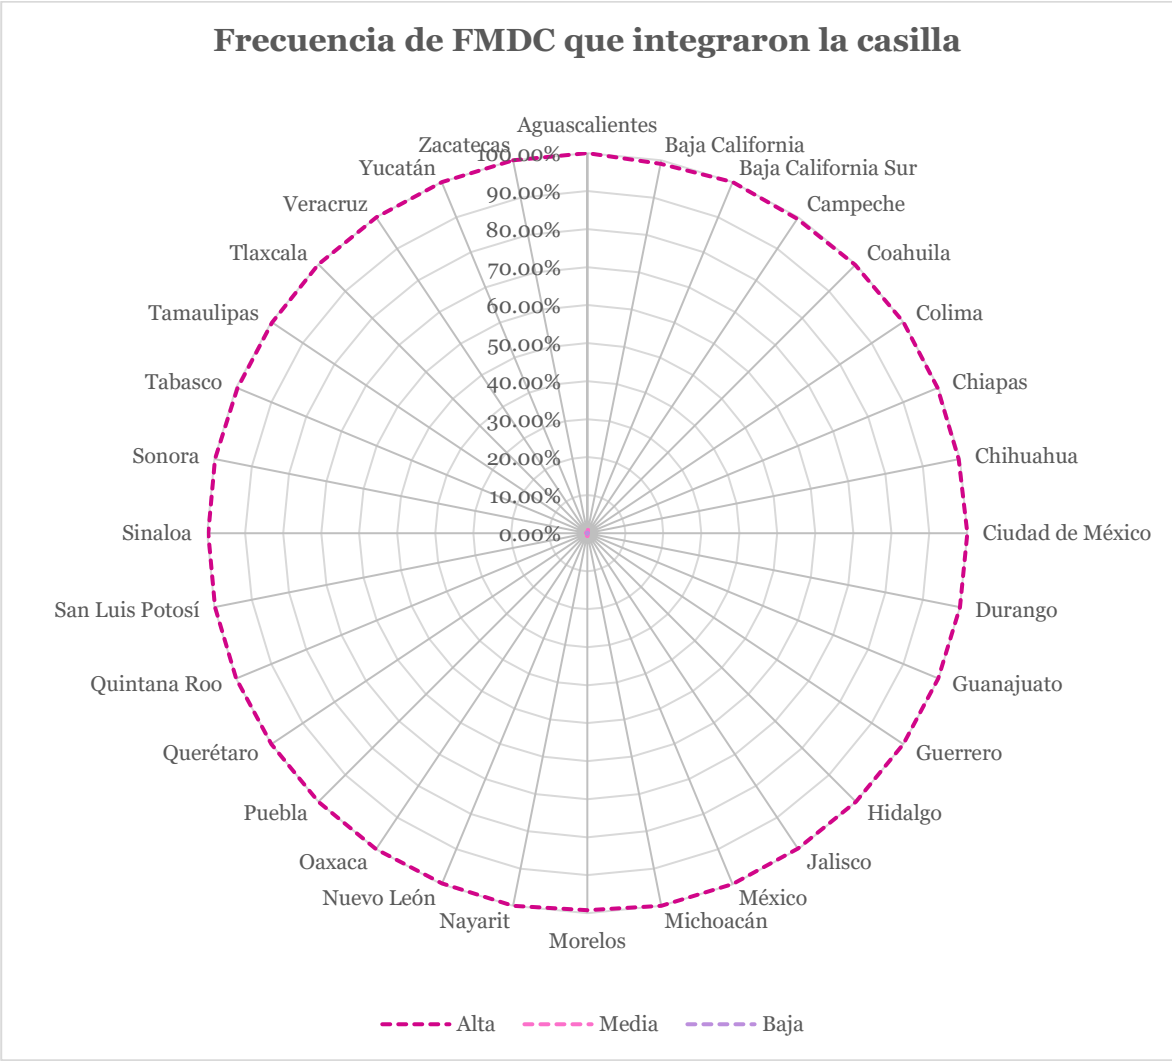 Frecuencia de FMDC que integraron la casilla
Aguascalientes
Baja California
Baja California Sur
Campeche
Coahuila
Colima
Chiapas
Chihuahua
Ciudad de México
Durango
Guanajuato
Guerrero
Hidalgo
Jalisco
México
Michoacán
Morelos
Nayarit
Nuevo León
Oaxaca
Puebla
Querétaro
Quintana Roo
San Luis Potosí
Sinaloa
Sonora
Tabasco
Tamaulipas
Tlaxcala
Veracruz
Yucatán
Zacatecas
100.00%
90.00%
80.00%
70.00%
60.00%
50.00%
40.00%
30.00%
20.00%
10.00%
0.00%
Alta Media Baja